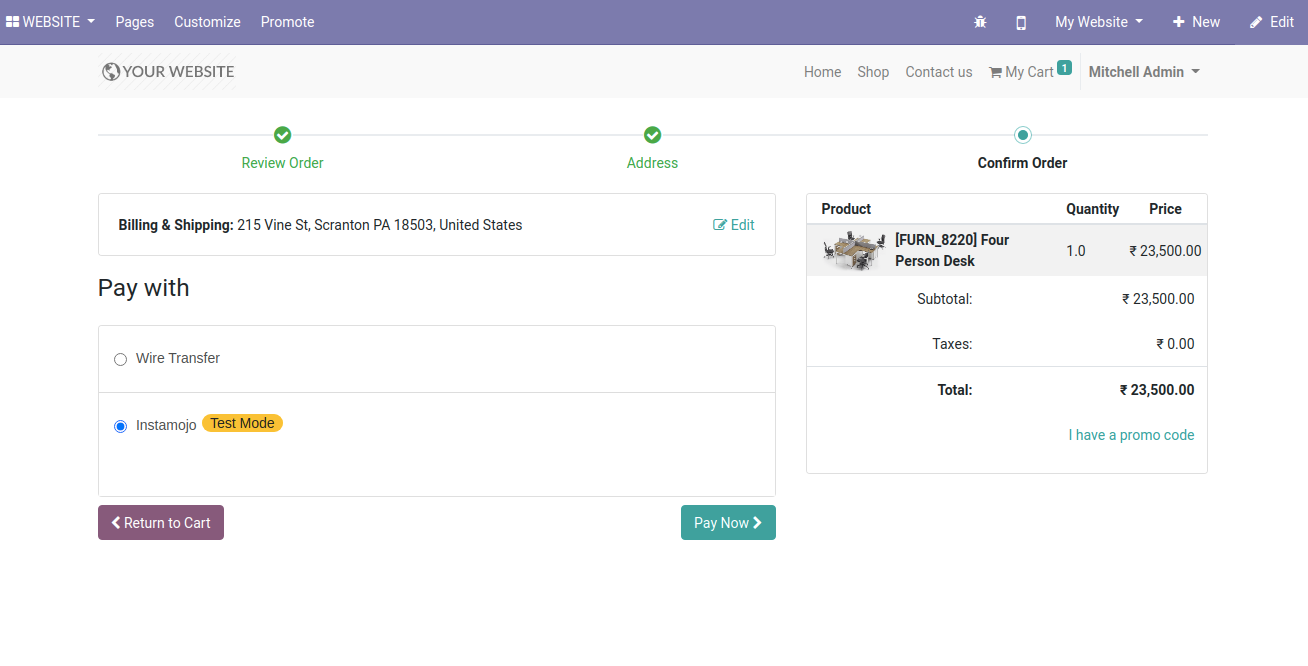 WEBSITE Pages Customize Promote My Website New Edit
YOUR WEBSITE Home Shop Contact us My Cart 1 Mitchell Admin
Review Order Address Confirm Order
Billing & Shipping: 215 Vine St, Scranton PA 18503, United States Edit
Pay with
Wire Transfer
Instamojo Test Mode
Return to Cart Pay Now
Product Quantity Price
[FURN_8220] Four
Person Desk 1.0 ₹ 23,500.00
Subtotal: ₹ 23,500.00
Taxes: ₹ 0.00
Total: ₹ 23,500.00
I have a promo code